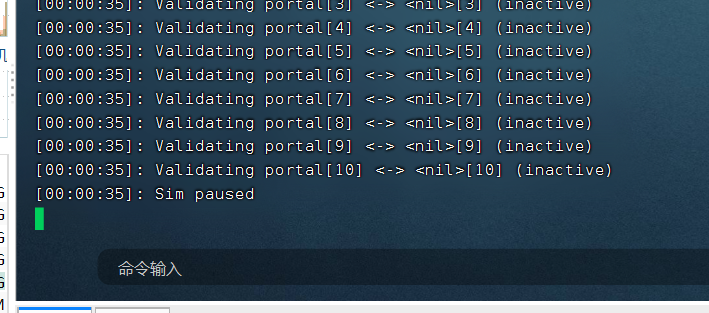 [00:00:35]: Validating portal[3] <-> <nil>[3] (inactive)
[00:00:35]: Validating portal[4] <-> <nil>[4] (inactive)
[00:00:35]: Validating portal[5] <-> <nil>[5] (inactive)
[00:00:35]: Validating portal[6] <-> <nil>[6] (inactive)
[00:00:35]: Validating portal[7] <-> <nil>[7] (inactive)
[00:00:35]: Validating portal[8] <-> <nil>[8] (inactive)
[00:00:35]: Validating portal[9] <-> <nil>[9] (inactive)
[00:00:35]: Validating portal[10] <-> <nil>[10] (inactive)
[00:00:35]: Sim paused
命令输入